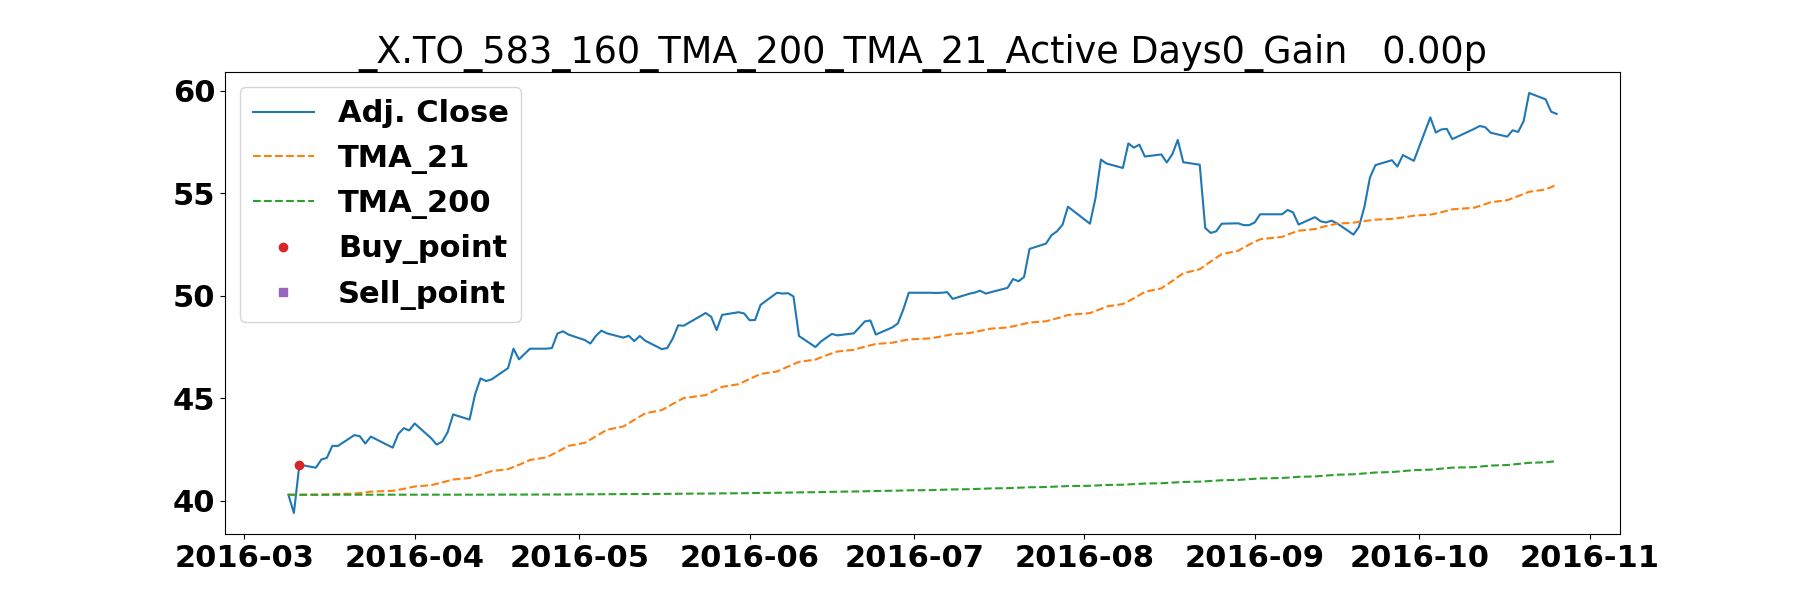 _X.TO_583_160_TMA_200_TMA_21_Active Days0_Gain   0.00p
60
55
50
45
40
Adj. Close
TMA_21
TMA_200
Buy_point
Sell_point
2016-03 2016-04 2016-05 2016-06 2016-07 2016-08 2016-09 2016-10 2016-11